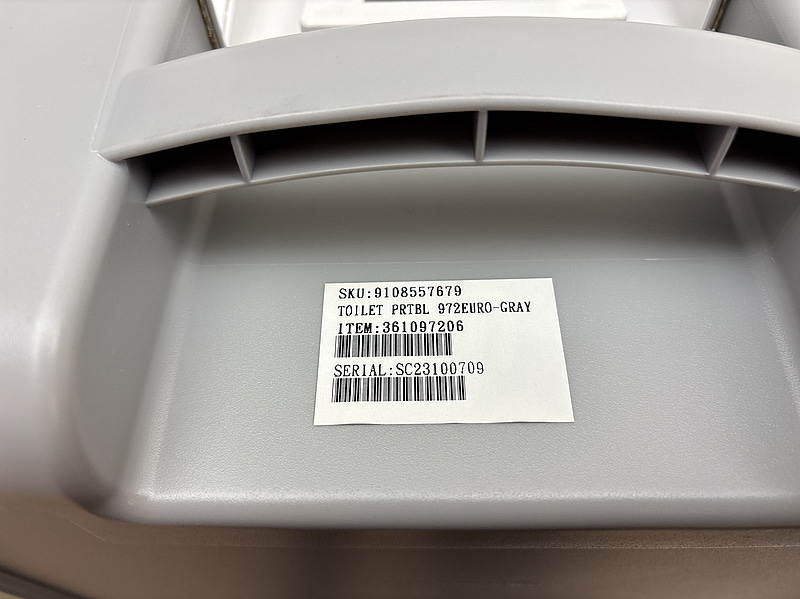 SKU:9108557679
TOILET PRTBL 972EURO-GRAY
ITEM:361097206
SERIAL:SC23100709